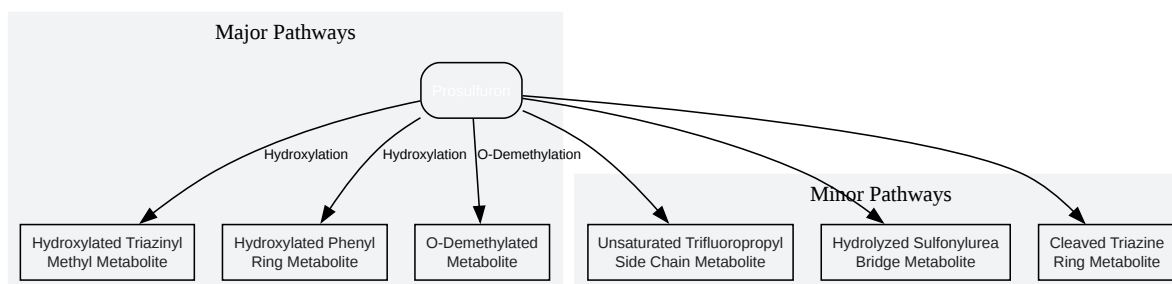 Major Pathways
Prosulfuron
Hydroxylation
Hydroxylation
O-Demethylation
Minor Pathways
Hydroxylated Triazinyl
Methyl Metabolite
Hydroxylated Phenyl
Ring Metabolite
O-Demethylated
Metabolite
Unsaturated Trifluoropropyl
Side Chain Metabolite
Hydrolyzed Sulfonylurea
Bridge Metabolite
Cleaved Triazine
Ring Metabolite